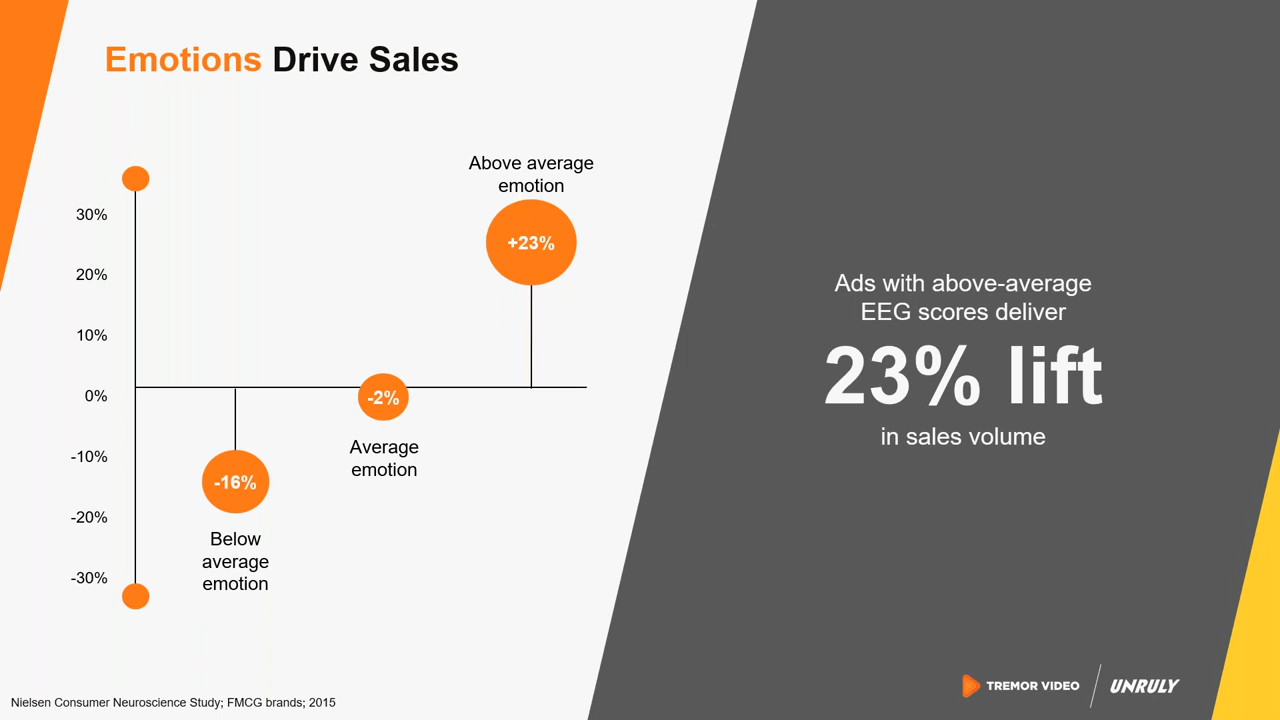 Emotions Drive Sales
Above average
emotion
30%
20%
10%
0%
-10%
-20%
-30%
+23%
-2%
Average
emotion
-16%
Below
average
emotion
Ads with above-average
EEG scores deliver
23% lift
in sales volume
Nielsen Consumer Neuroscience Study; FMCG brands; 2015
TREMOR VIDEO
UNRULY